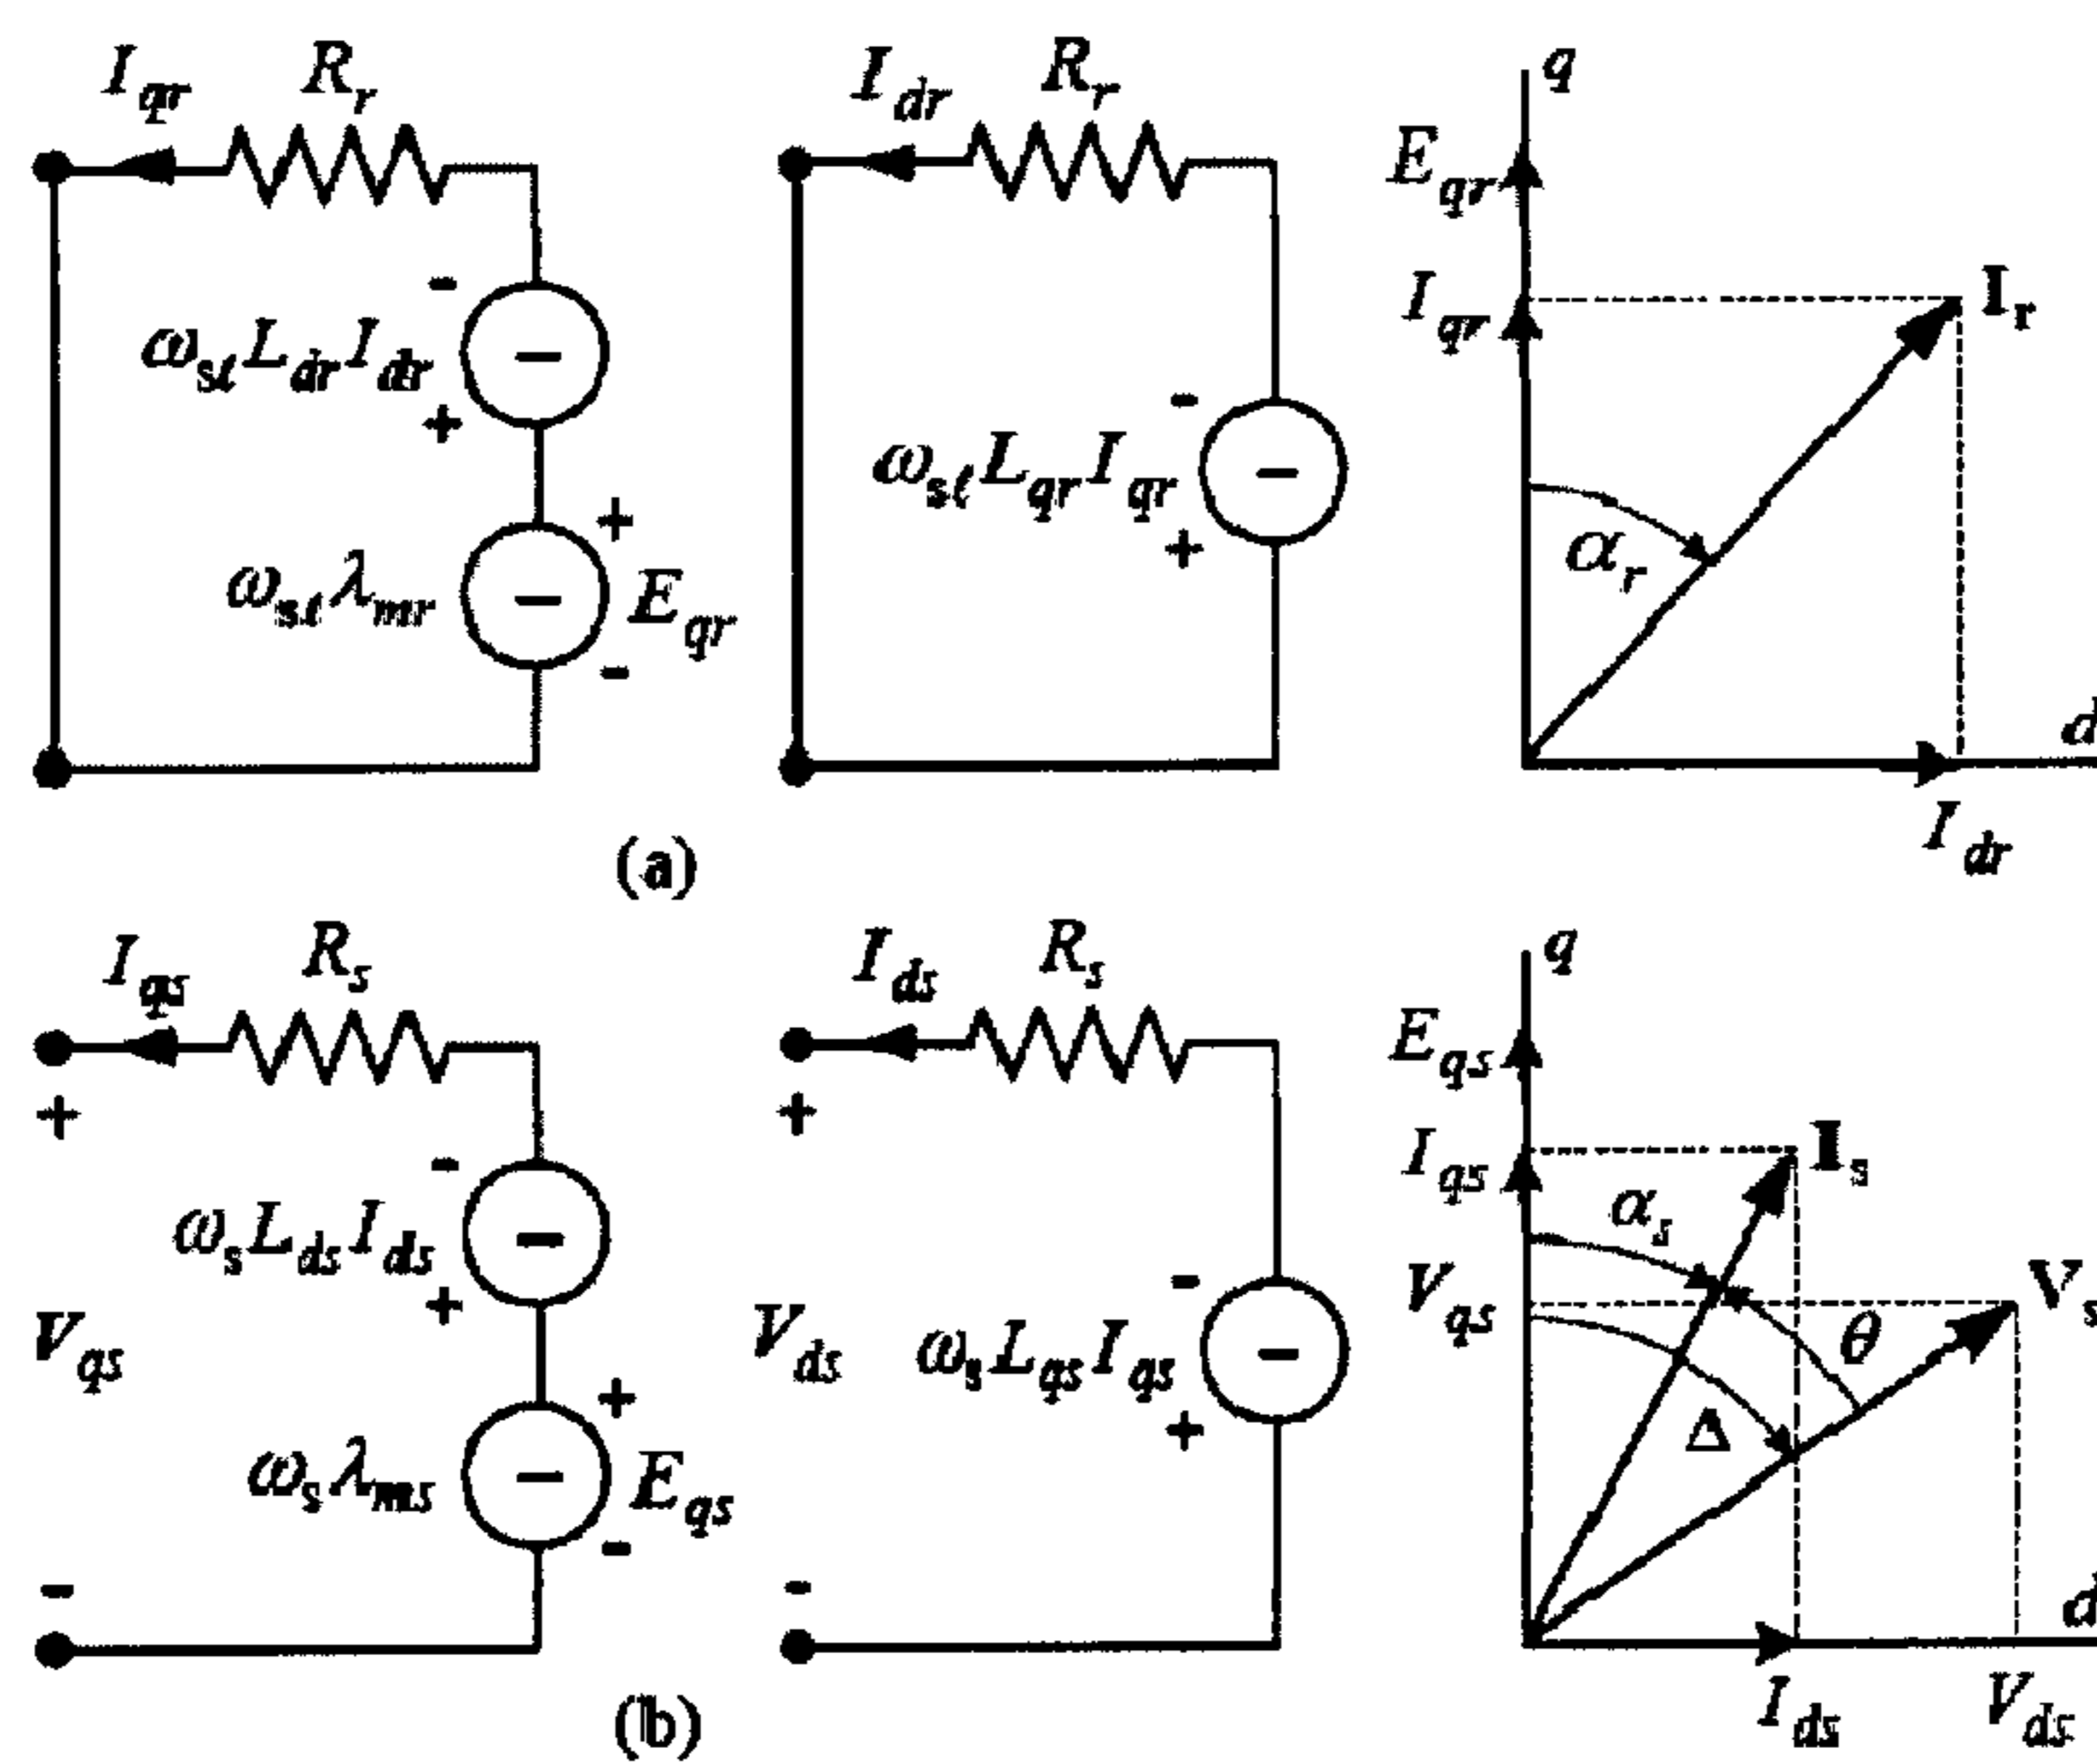 I_qr R_r I_dr R_r q
E_qr
I_qr I_r
- -
ω_sℓ L_dr I_dr
+
ω_sℓ L_qr I_qr
+ +
α_r
ω_sℓ λ_mr E_qr
-
d
I_dr
(a)
I_qs R_s I_ds R_s q
E_qs
+ +
I_qs I_s
- α_s
ω_s L_ds I_ds
+ -
V_qs V_s
V_qs V_ds ω_s L_qs I_qs θ
+ + Δ
ω_s λ_ms E_qs
-
- - d
I_ds V_ds
(b)